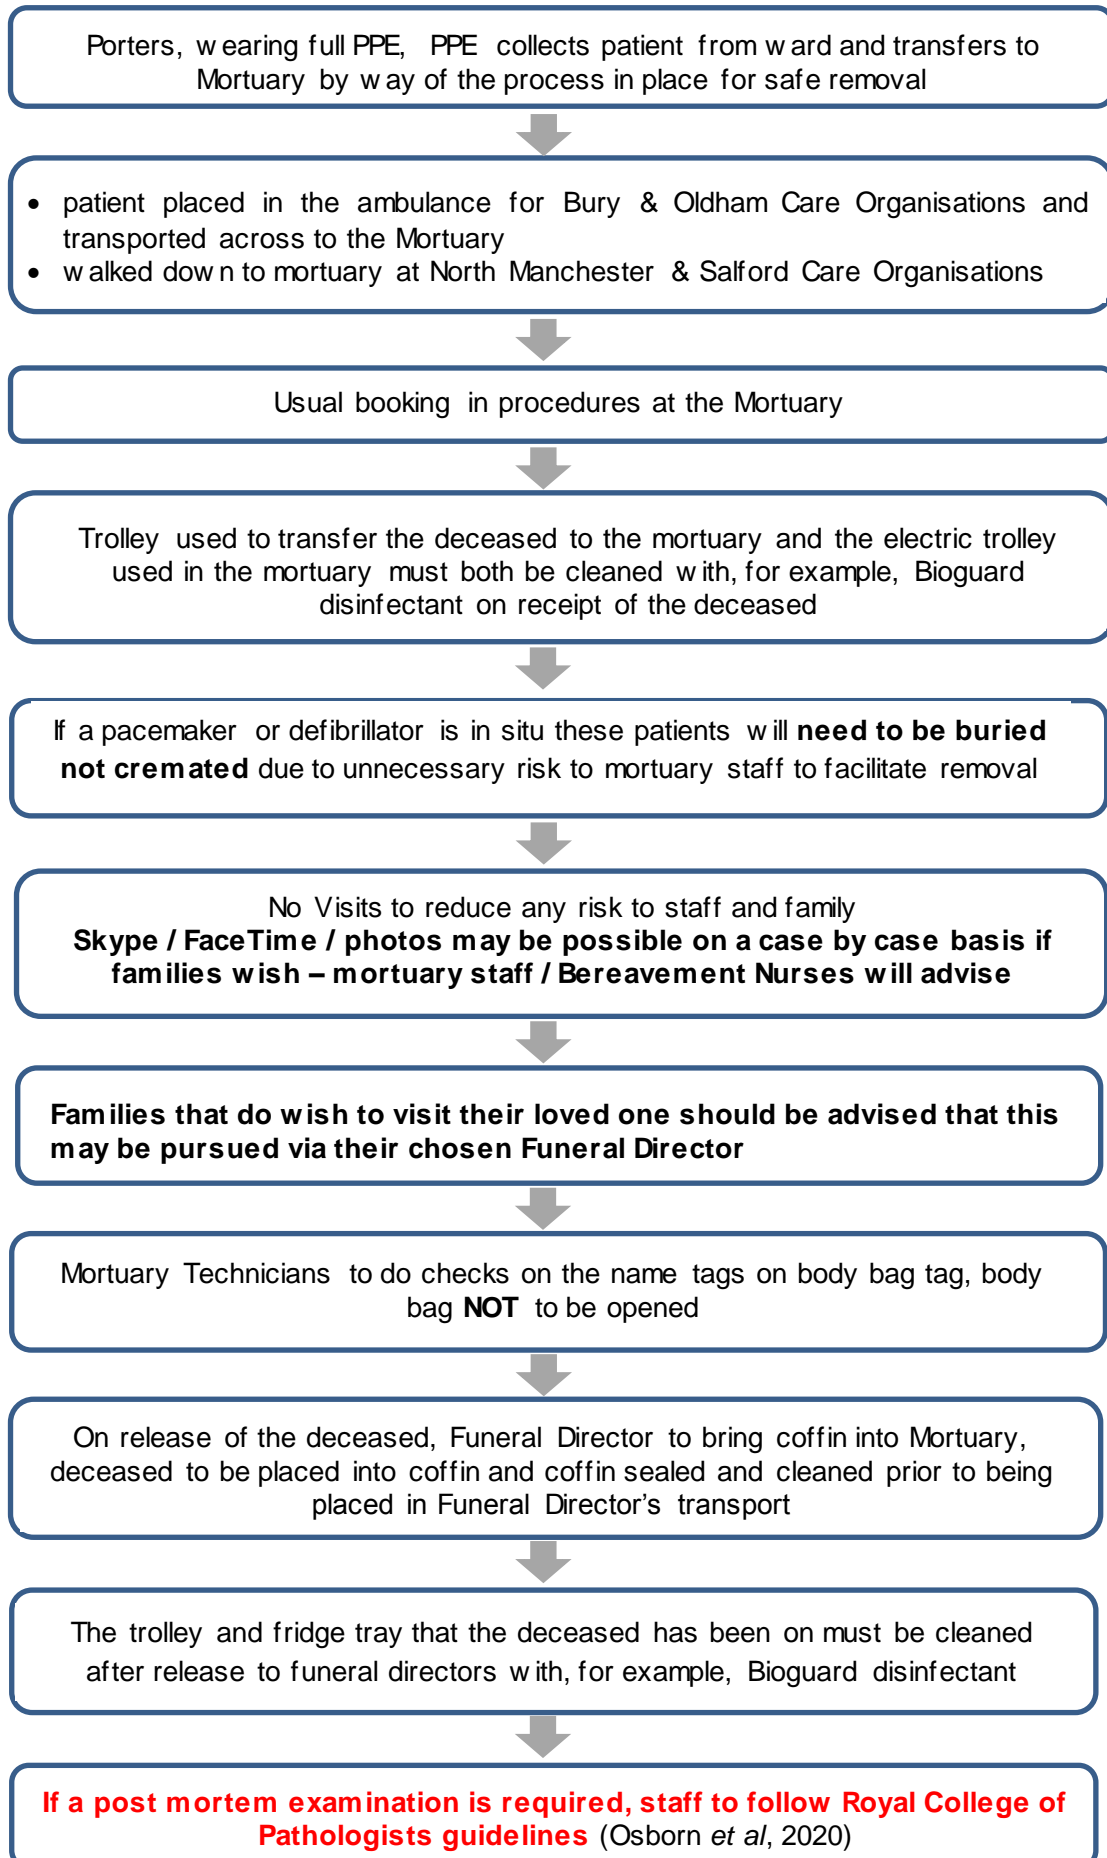 Porters, wearing full PPE, PPE collects patient from ward and transfers to
Mortuary by way of the process in place for safe removal
• patient placed in the ambulance for Bury & Oldham Care Organisations and
transported across to the Mortuary
• walked down to mortuary at North Manchester & Salford Care Organisations
Usual booking in procedures at the Mortuary
Trolley used to transfer the deceased to the mortuary and the electric trolley
used in the mortuary must both be cleaned with, for example, Bioguard
disinfectant on receipt of the deceased
If a pacemaker or defibrillator is in situ these patients will need to be buried
not cremated due to unnecessary risk to mortuary staff to facilitate removal
No Visits to reduce any risk to staff and family
Skype / FaceTime / photos may be possible on a case by case basis if
families wish – mortuary staff / Bereavement Nurses will advise
Families that do wish to visit their loved one should be advised that this
may be pursued via their chosen Funeral Director
Mortuary Technicians to do checks on the name tags on body bag tag, body
bag NOT to be opened
On release of the deceased, Funeral Director to bring coffin into Mortuary,
deceased to be placed into coffin and coffin sealed and cleaned prior to being
placed in Funeral Director's transport
The trolley and fridge tray that the deceased has been on must be cleaned
after release to funeral directors with, for example, Bioguard disinfectant
If a post mortem examination is required, staff to follow Royal College of
Pathologists guidelines (Osborn et al, 2020)